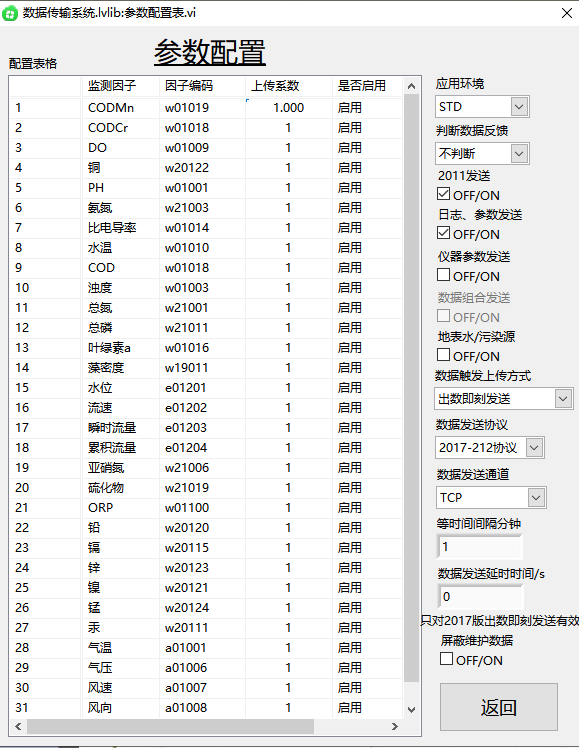 数据传输系统.lvlib:参数配置表.vi
参数配置
配置表格
监测因子 因子编码 上传系数 是否启用
1 CODMn w01019 1.000 启用
2 CODCr w01018 1 启用
3 DO w01009 1 启用
4 铜 w20122 1 启用
5 PH w01001 1 启用
6 氨氮 w21003 1 启用
7 比电导率 w01014 1 启用
8 水温 w01010 1 启用
9 COD w01018 1 启用
10 浊度 w01003 1 启用
11 总氮 w21001 1 启用
12 总磷 w21011 1 启用
13 叶绿素a w01016 1 启用
14 藻密度 w19011 1 启用
15 水位 e01201 1 启用
16 流速 e01202 1 启用
17 瞬时流量 e01203 1 启用
18 累积流量 e01204 1 启用
19 亚硝氮 w21006 1 启用
20 硫化物 w21019 1 启用
21 ORP w01100 1 启用
22 铅 w20120 1 启用
23 镉 w20115 1 启用
24 锌 w20123 1 启用
25 镍 w20121 1 启用
26 锰 w20124 1 启用
27 汞 w20111 1 启用
28 气温 a01001 1 启用
29 气压 a01006 1 启用
30 风速 a01007 1 启用
31 风向 a01008 1 启用
应用环境
STD
判断数据反馈
不判断
2011发送
OFF/ON
日志、参数发送
OFF/ON
仪器参数发送
OFF/ON
数据组合发送
OFF/ON
地表水/污染源
OFF/ON
数据触发上传方式
出数即刻发送
数据发送协议
2017-212协议
数据发送通道
TCP
等时间间隔分钟
1
数据发送延时时间/s
0
只对2017版出数即刻发送有效
屏蔽维护数据
OFF/ON
返回